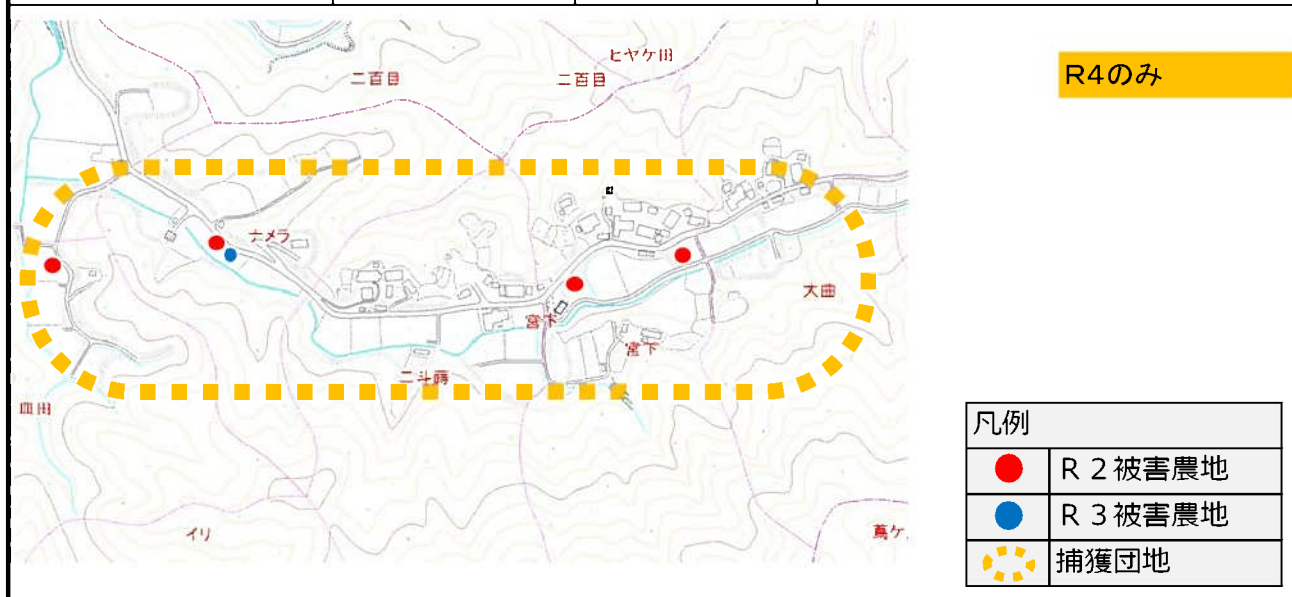 ヒヤケ田
二百目
二百目
R4のみ
ナメラ
大曲
宮下
宮下
二斗蒔
皿田
凡例
R2被害農地
R3被害農地
捕獲団地
イリ
蔦ケ